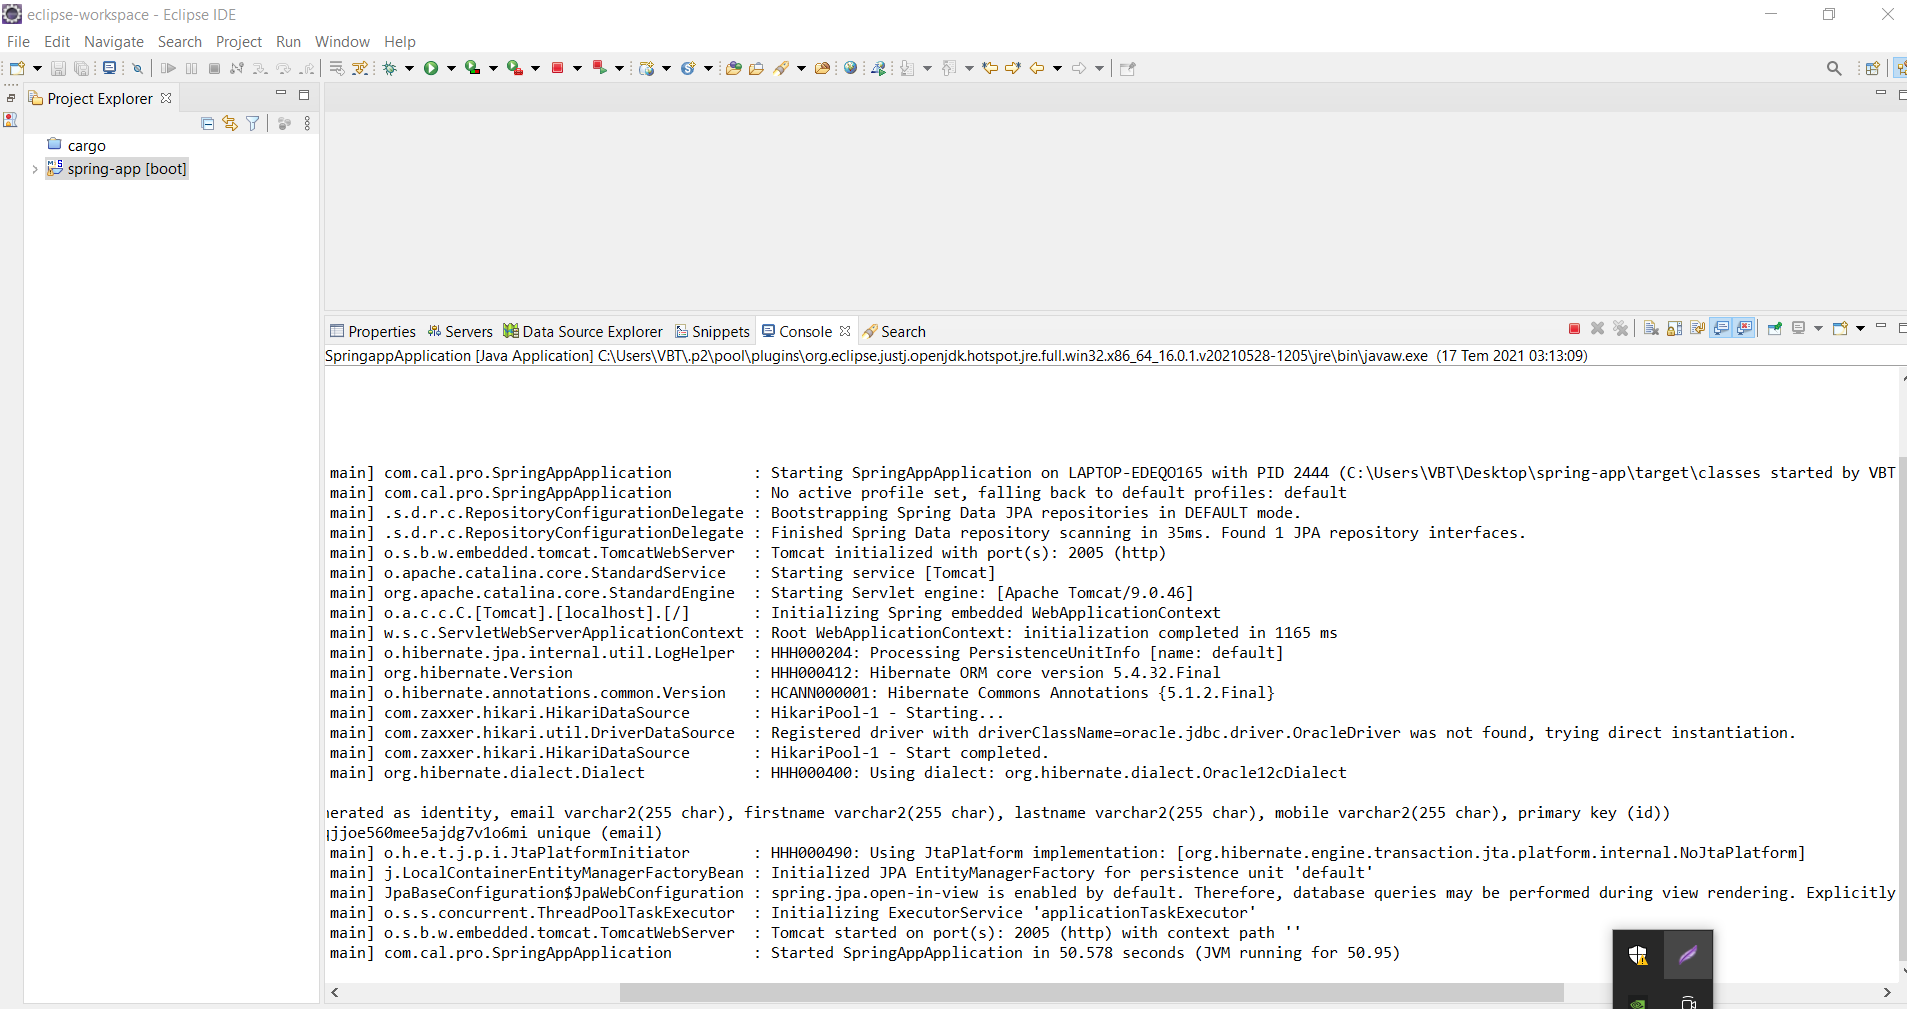 eclipse-workspace - Eclipse IDE
File Edit Navigate Search Project Run Window Help
Project Explorer
cargo
spring-app [boot]
Properties Servers Data Source Explorer Snippets Console Search
SpringappApplication [Java Application] C:\Users\VBT\.p2\pool\plugins\org.eclipse.justj.openjdk.hotspot.jre.full.win32.x86_64_16.0.1.v20210528-1205\jre\bin\javaw.exe (17 Tem 2021 03:13:09)
main] com.cal.pro.SpringAppApplication : Starting SpringAppApplication on LAPTOP-EDEQO165 with PID 2444 (C:\Users\VBT\Desktop\spring-app\target\classes started by VBT
main] com.cal.pro.SpringAppApplication : No active profile set, falling back to default profiles: default
main] .s.d.r.c.RepositoryConfigurationDelegate : Bootstrapping Spring Data JPA repositories in DEFAULT mode.
main] .s.d.r.c.RepositoryConfigurationDelegate : Finished Spring Data repository scanning in 35ms. Found 1 JPA repository interfaces.
main] o.s.b.w.embedded.tomcat.TomcatWebServer : Tomcat initialized with port(s): 2005 (http)
main] o.apache.catalina.core.StandardService : Starting service [Tomcat]
main] org.apache.catalina.core.StandardEngine : Starting Servlet engine: [Apache Tomcat/9.0.46]
main] o.a.c.c.C.[Tomcat].[localhost].[/] : Initializing Spring embedded WebApplicationContext
main] w.s.c.ServletWebServerApplicationContext : Root WebApplicationContext: initialization completed in 1165 ms
main] o.hibernate.jpa.internal.util.LogHelper : HHH000204: Processing PersistenceUnitInfo [name: default]
main] org.hibernate.Version : HHH000412: Hibernate ORM core version 5.4.32.Final
main] o.hibernate.annotations.common.Version : HCANN000001: Hibernate Commons Annotations {5.1.2.Final}
main] com.zaxxer.hikari.HikariDataSource : HikariPool-1 - Starting...
main] com.zaxxer.hikari.util.DriverDataSource : Registered driver with driverClassName=oracle.jdbc.driver.OracleDriver was not found, trying direct instantiation.
main] com.zaxxer.hikari.HikariDataSource : HikariPool-1 - Start completed.
main] org.hibernate.dialect.Dialect : HHH000400: Using dialect: org.hibernate.dialect.Oracle12cDialect
nerated as identity, email varchar2(255 char), firstname varchar2(255 char), lastname varchar2(255 char), mobile varchar2(255 char), primary key (id))
qjjoe560mee5ajdg7v1o6mi unique (email)
main] o.h.e.t.j.p.i.JtaPlatformInitiator : HHH000490: Using JtaPlatform implementation: [org.hibernate.engine.transaction.jta.platform.internal.NoJtaPlatform]
main] j.LocalContainerEntityManagerFactoryBean : Initialized JPA EntityManagerFactory for persistence unit 'default'
main] JpaBaseConfiguration$JpaWebConfiguration : spring.jpa.open-in-view is enabled by default. Therefore, database queries may be performed during view rendering. Explicitly
main] o.s.s.concurrent.ThreadPoolTaskExecutor : Initializing ExecutorService 'applicationTaskExecutor'
main] o.s.b.w.embedded.tomcat.TomcatWebServer : Tomcat started on port(s): 2005 (http) with context path ''
main] com.cal.pro.SpringAppApplication : Started SpringAppApplication in 50.578 seconds (JVM running for 50.95)